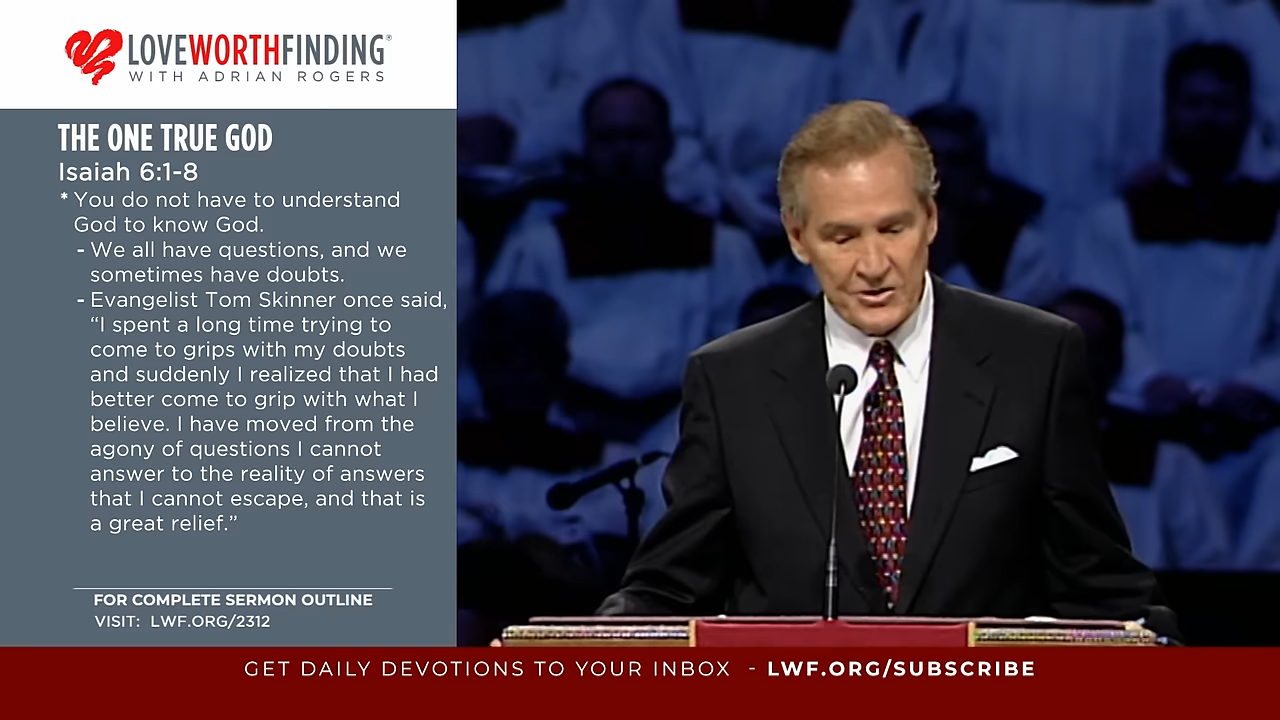 LOVEWORTHFINDING®
WITH ADRIAN ROGERS
THE ONE TRUE GOD
Isaiah 6:1-8
* You do not have to understand
God to know God.
- We all have questions, and we
sometimes have doubts.
- Evangelist Tom Skinner once said,
“I spent a long time trying to
come to grips with my doubts
and suddenly I realized that I had
better come to grip with what I
believe. I have moved from the
agony of questions I cannot
answer to the reality of answers
that I cannot escape, and that is
a great relief.”
FOR COMPLETE SERMON OUTLINE
VISIT: LWF.ORG/2312
GET DAILY DEVOTIONS TO YOUR INBOX - LWF.ORG/SUBSCRIBE